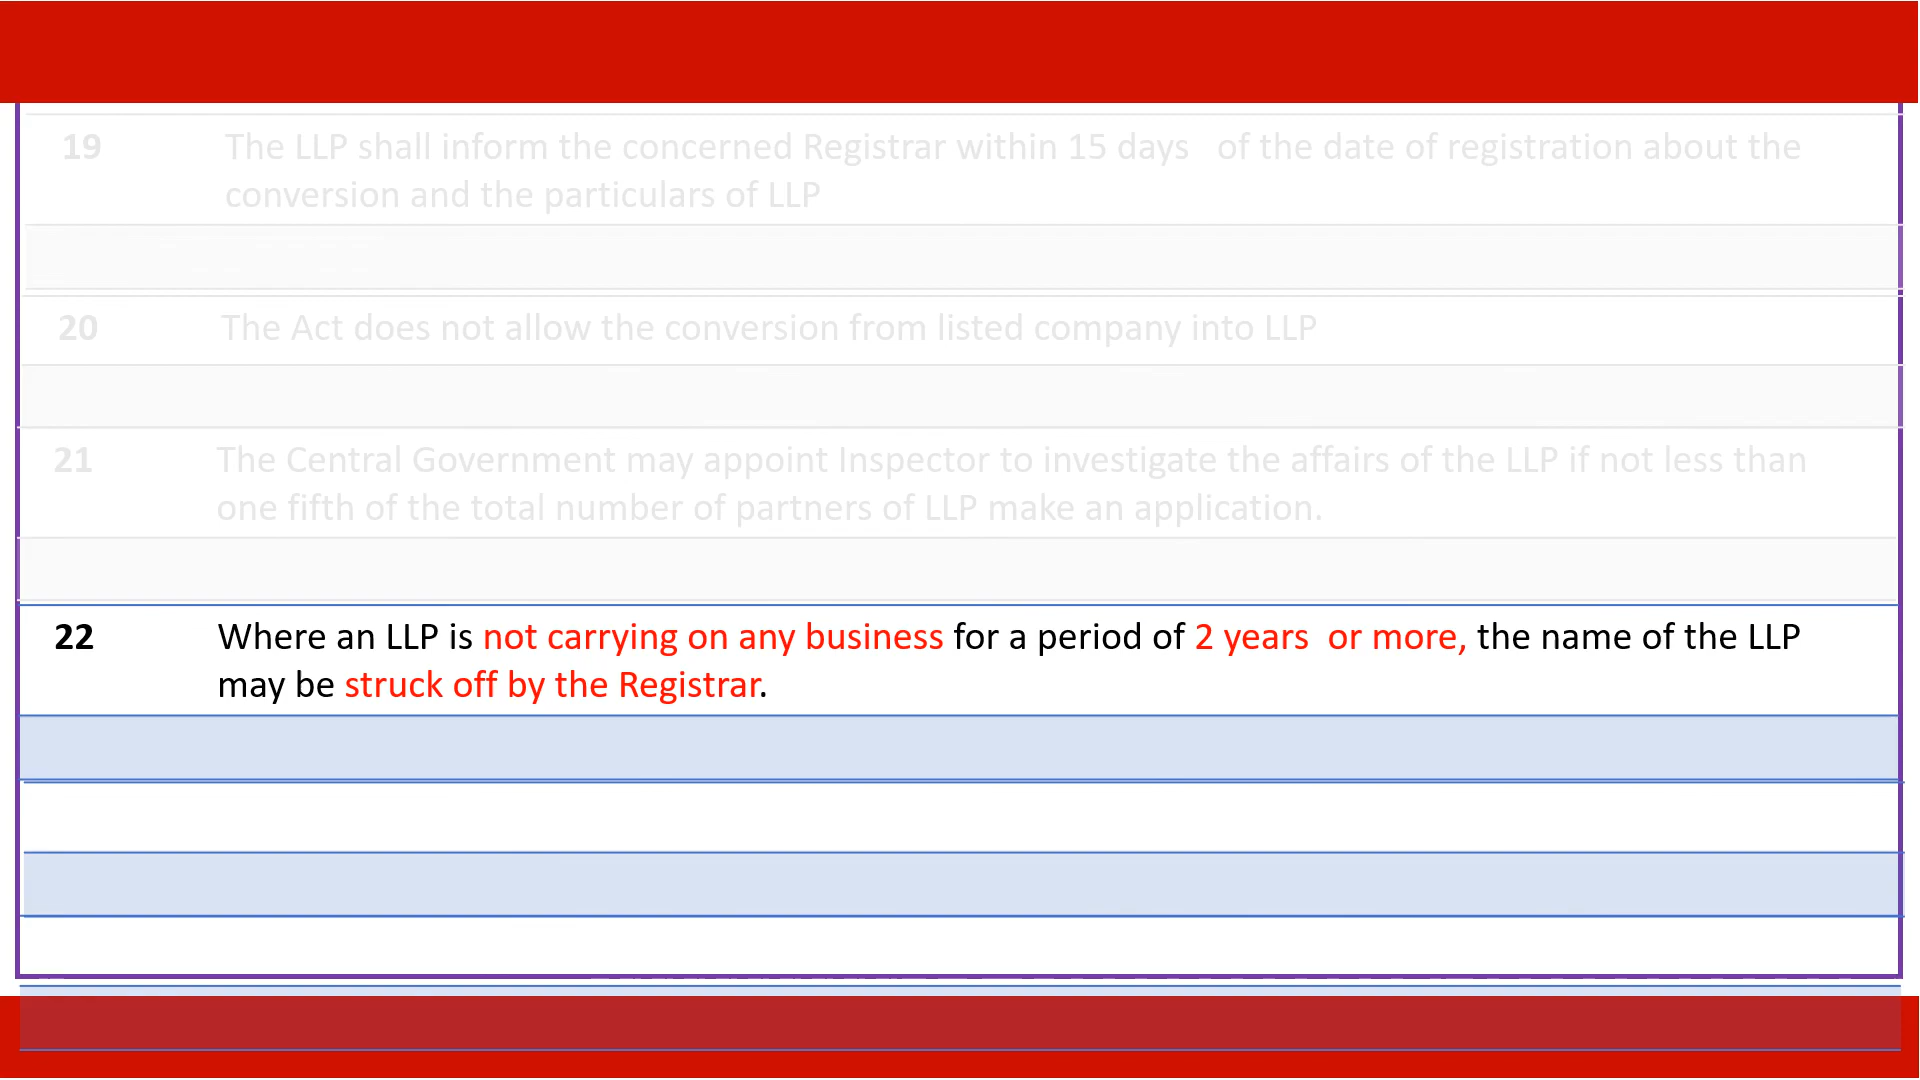 19 The LLP shall inform the concerned Registrar within 15 days of the date of registration about the
conversion and the particulars of LLP
20 The Act does not allow the conversion from listed company into LLP
21 The Central Government may appoint Inspector to investigate the affairs of the LLP if not less than
one fifth of the total number of partners of LLP make an application.
22 Where an LLP is not carrying on any business for a period of 2 years or more, the name of the LLP
may be struck off by the Registrar.